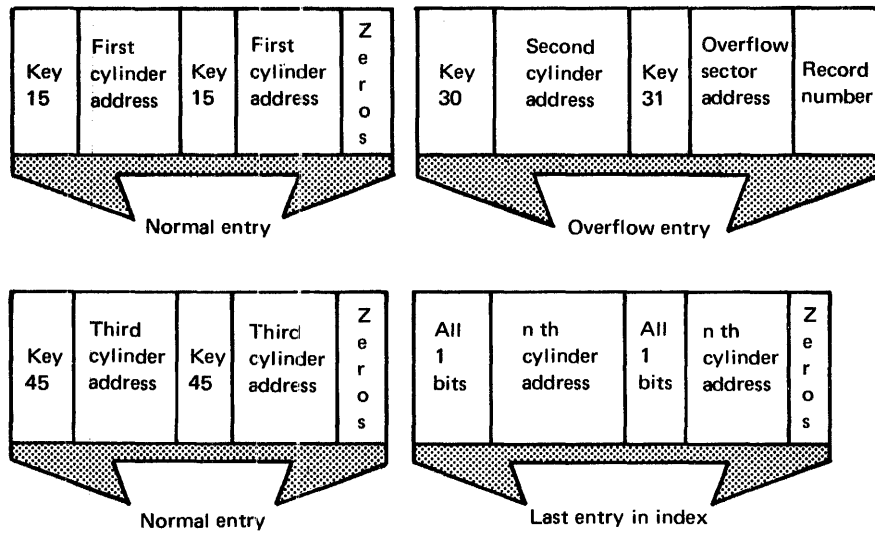 Key
15
First
cylinder
address
Key
15
First
cylinder
address
Z
e
r
o
s
Normal entry
Key
30
Second
cylinder
address
Key
31
Overflow
sector
address
Record
number
Overflow entry
Key
45
Third
cylinder
address
Key
45
Third
cylinder
address
Z
e
r
o
s
Normal entry
All
1
bits
n th
cylinder
address
All
1
bits
n th
cylinder
address
Z
e
r
o
s
Last entry in index